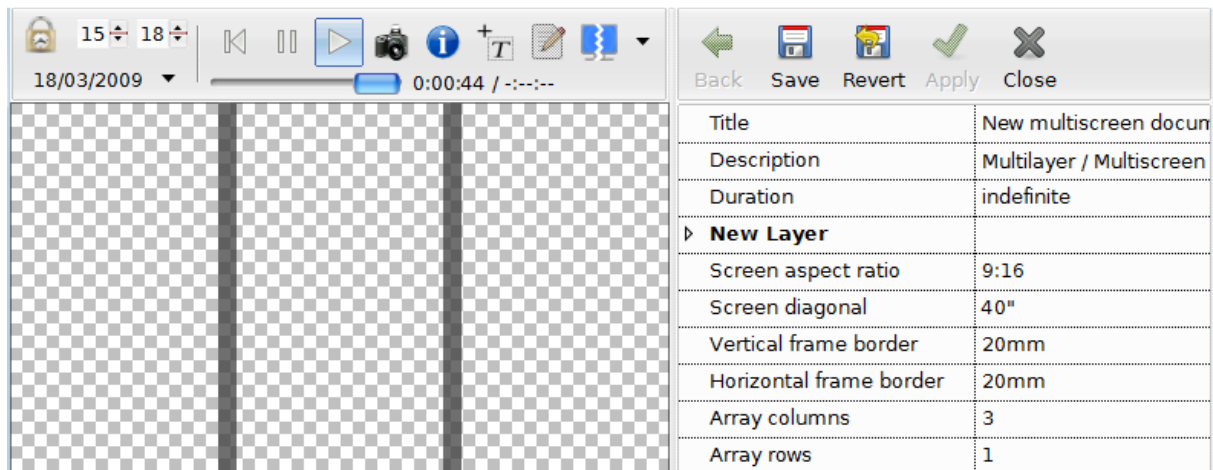 15 18
18/03/2009
0:00:44 / -:--:--
Back Save Revert Apply Close
Title New multiscreen docum
Description Multilayer / Multiscreen
Duration indefinite
New Layer
Screen aspect ratio 9:16
Screen diagonal 40"
Vertical frame border 20mm
Horizontal frame border 20mm
Array columns 3
Array rows 1